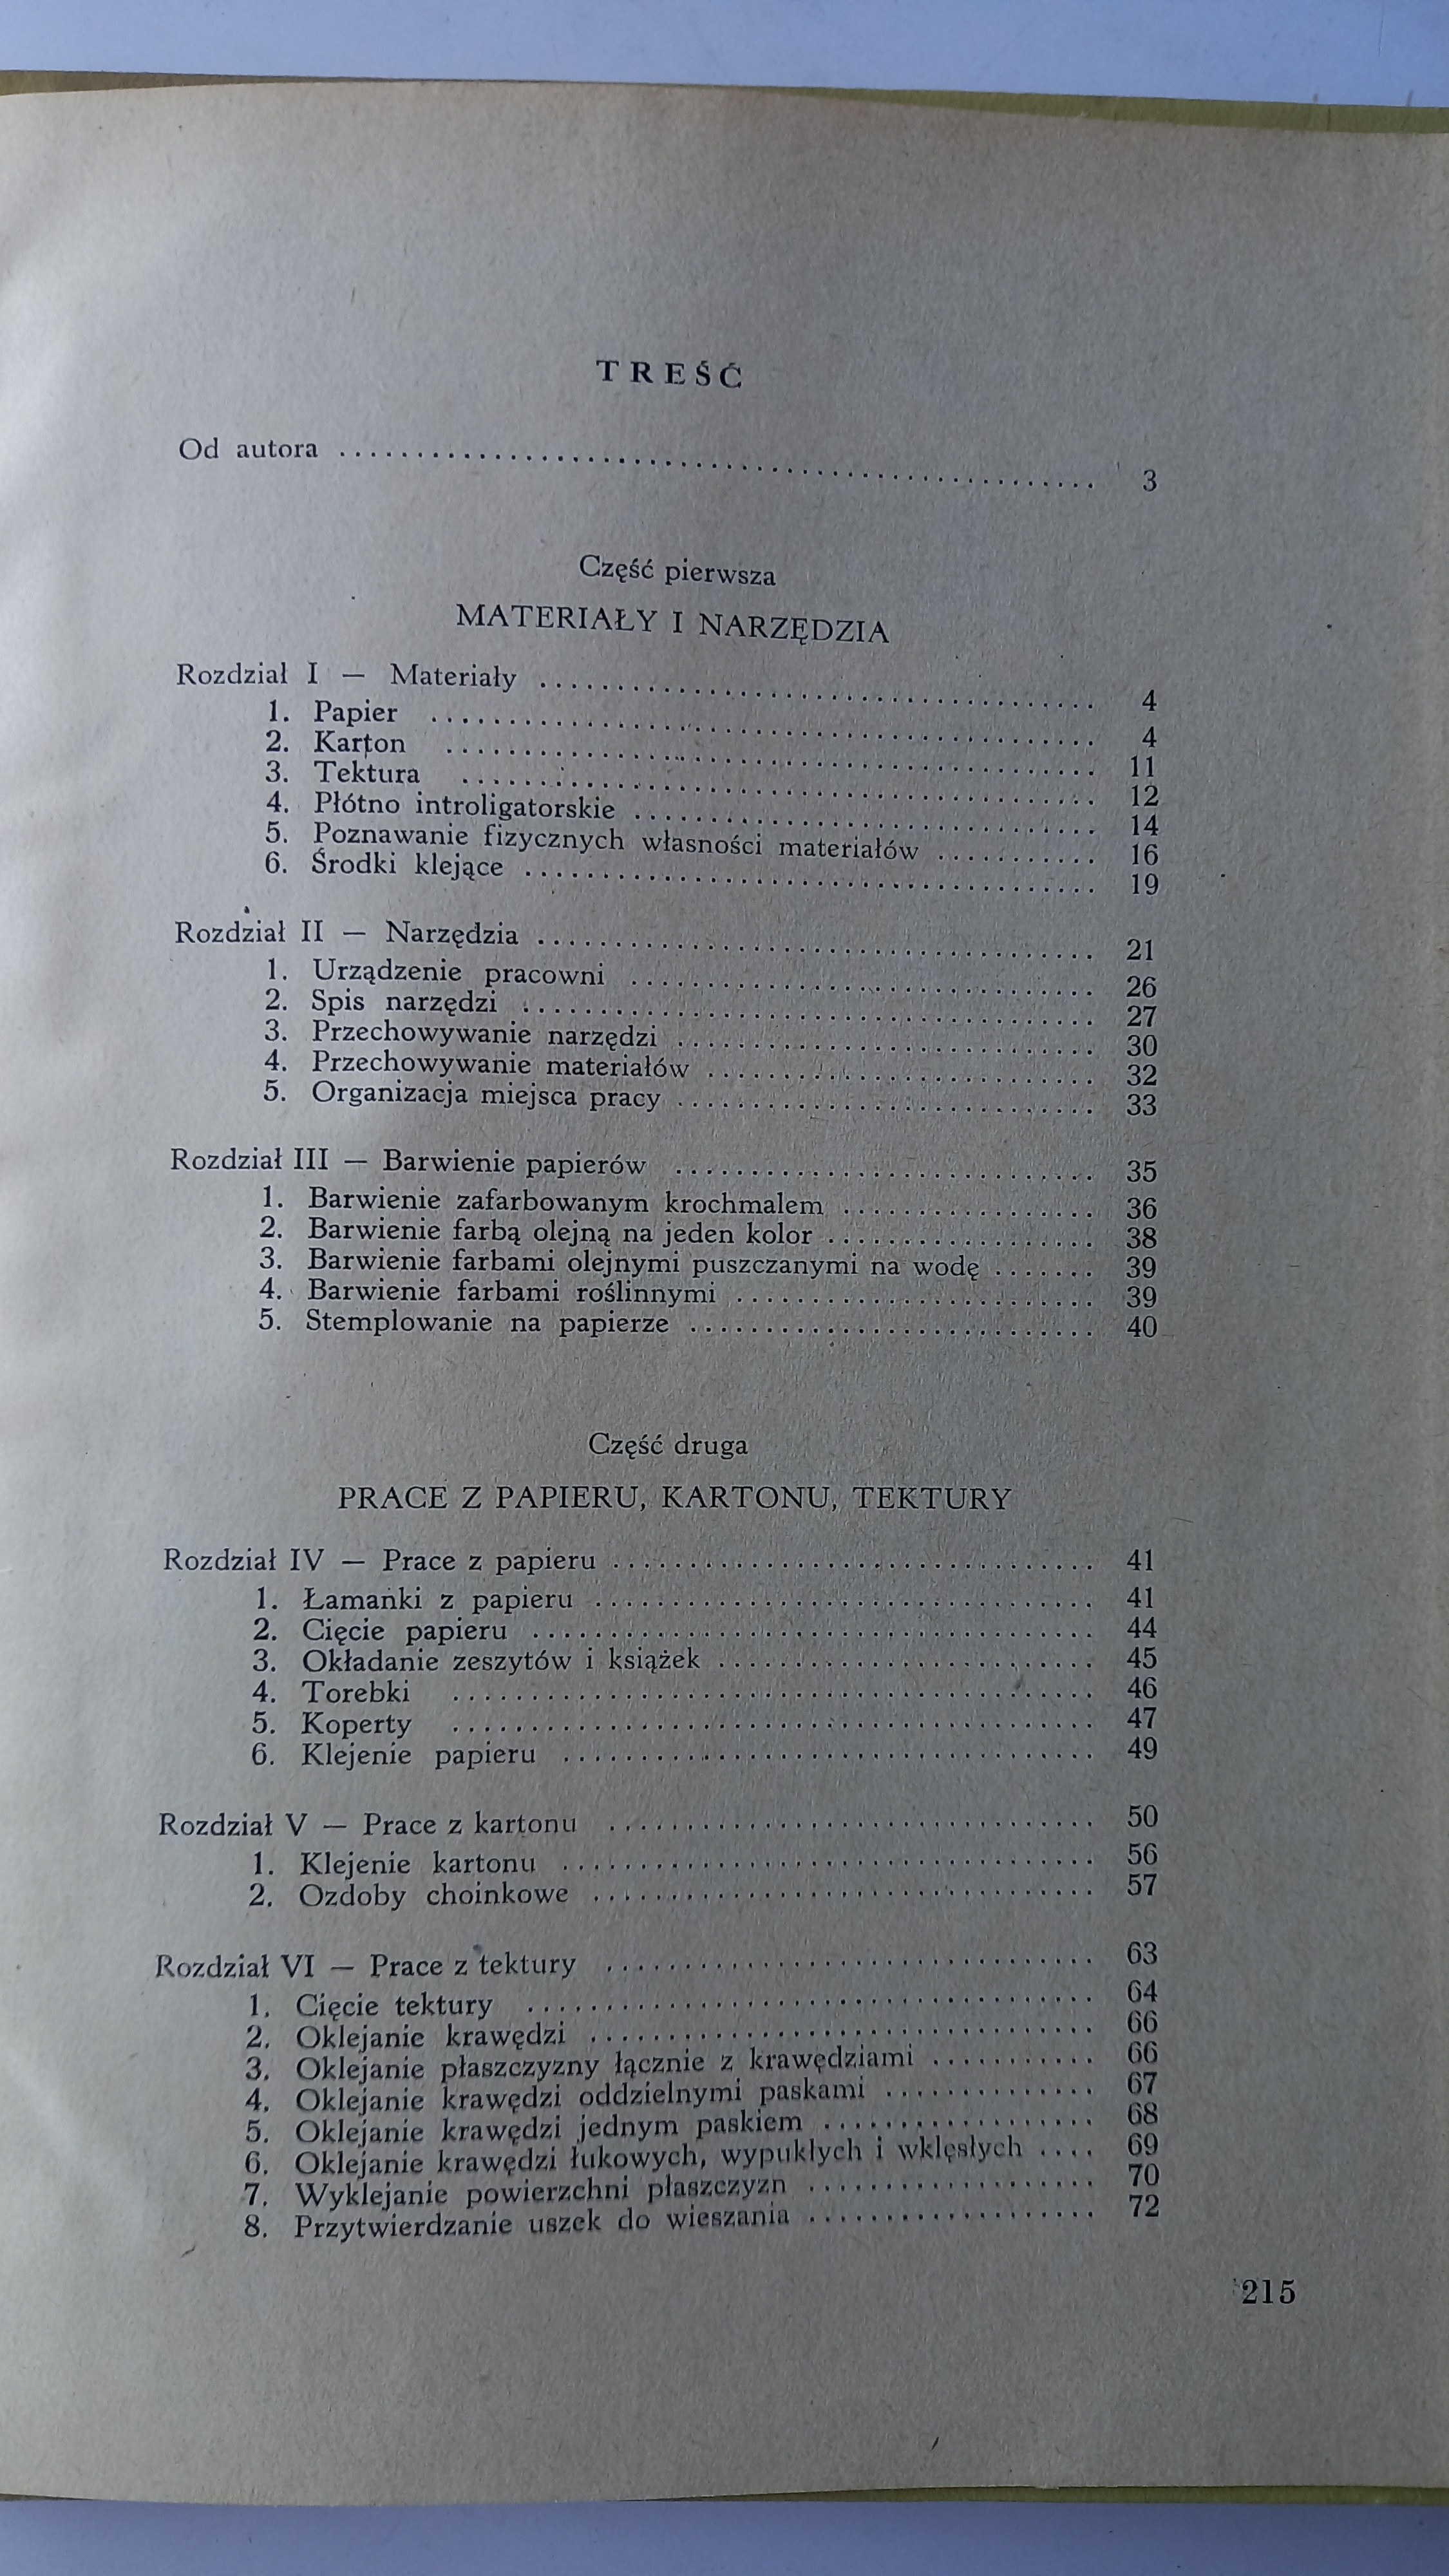 TREŚĆ
Od autora ........ 3
Część pierwsza
MATERIAŁY I NARZĘDZIA
Rozdział I — Materiały ........ 4
1. Papier ........ 4
2. Karton ........ 11
3. Tektura ........ 12
4. Płótno introligatorskie ........ 14
5. Poznawanie fizycznych własności materiałów ........ 16
6. Środki klejące ........ 19
Rozdział II — Narzędzia ........ 21
1. Urządzenie pracowni ........ 26
2. Spis narzędzi ........ 27
3. Przechowywanie narzędzi ........ 30
4. Przechowywanie materiałów ........ 32
5. Organizacja miejsca pracy ........ 33
Rozdział III — Barwienie papierów ........ 35
1. Barwienie zafarbowanym krochmalem ........ 36
2. Barwienie farbą olejną na jeden kolor ........ 38
3. Barwienie farbami olejnymi puszczanymi na wodę ....... 39
4. Barwienie farbami roślinnymi ........ 39
5. Stemplowanie na papierze ........ 40
Część druga
PRACE Z PAPIERU, KARTONU, TEKTURY
Rozdział IV — Prace z papieru ........ 41
1. Łamanki z papieru ........ 41
2. Cięcie papieru ........ 44
3. Okładanie zeszytów i książek ........ 45
4. Torebki ........ 46
5. Koperty ........ 47
6. Klejenie papieru ........ 49
Rozdział V — Prace z kartonu ........ 50
1. Klejenie kartonu ........ 56
2. Ozdoby choinkowe ........ 57
Rozdział VI — Prace z tektury ........ 63
1. Cięcie tektury ........ 64
2. Oklejanie krawędzi ........ 66
3. Oklejanie płaszczyzny łącznie z krawędziami ........ 66
4. Oklejanie krawędzi oddzielnymi paskami ........ 67
5. Oklejanie krawędzi jednym paskiem ........ 68
6. Oklejanie krawędzi łukowych, wypukłych i wklęsłych .... 69
7. Wyklejanie powierzchni płaszczyzn ........ 70
8. Przytwierdzanie uszek do wieszania ........ 72
215